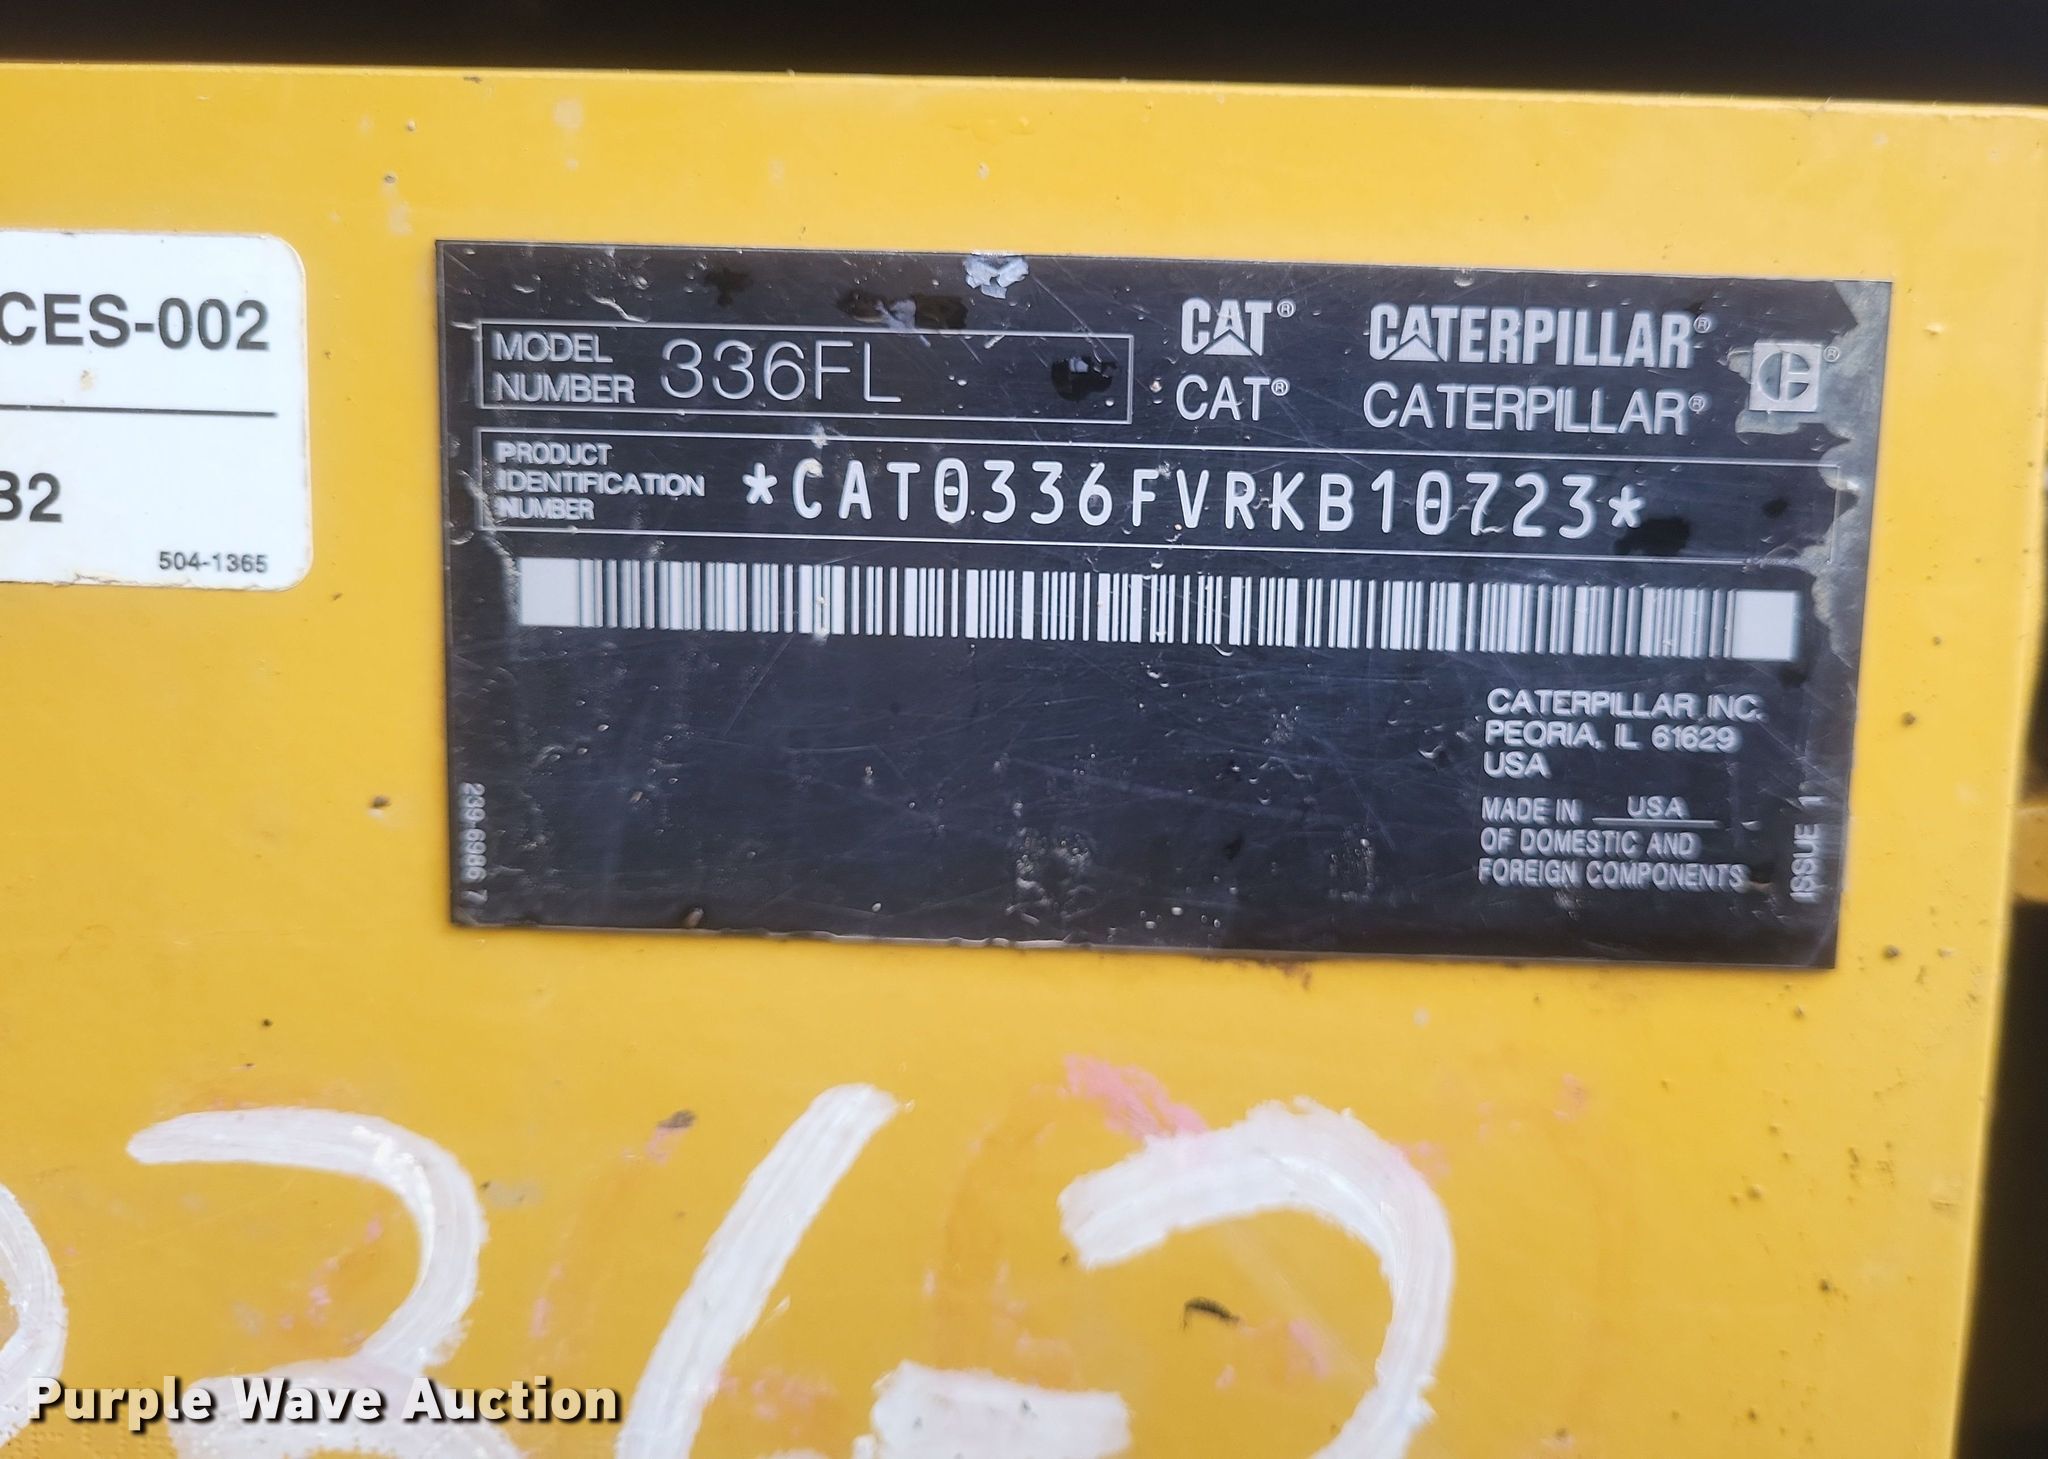 CES-002
B2
504-1365
MODEL NUMBER 336FL
CAT® CATERPILLAR®
CAT® CATERPILLAR®
PRODUCT IDENTIFICATION NUMBER *CAT0336FVRKB10723*
CATERPILLAR INC.
PEORIA, IL 61629
USA
MADE IN USA
OF DOMESTIC AND
FOREIGN COMPONENTS
ISSUE 1
239-6986 7
Purple Wave Auction